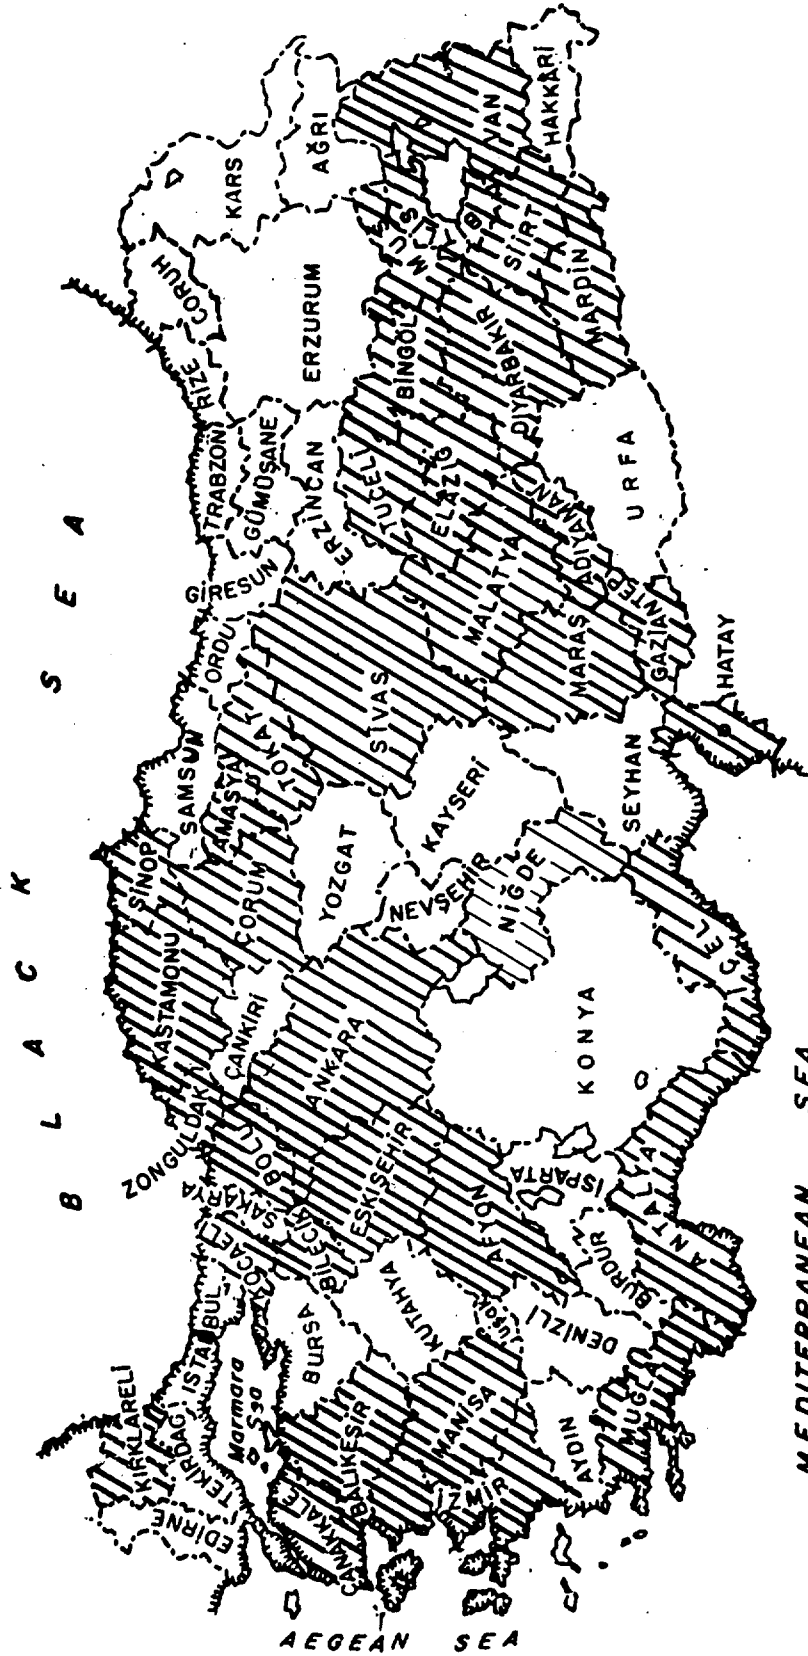 BLACK SEA
KIRKLARELİ
EDİRNE
TEKİRDAĞ
İSTANBUL
Marmara
Sea
ÇANAKKALE
BALIKESİR
BURSA
KOCAELİ
SAKARYA
BİLECİK
ZONGULDAK
BOLU
KASTAMONU
ÇANKIRI
SİNOP
ÇORUM
SAMSUN
AMASYA
TOKAT
ORDU
GİRESUN
TRABZON
GÜMÜŞANE
RİZE
ÇORUH
KARS
AĞRI
ERZURUM
ERZİNCAN
SİVAS
YOZGAT
ANKARA
ESKİŞEHİR
KUTAHYA
MANİSA
İZMİR
UŞAK
AFYON
AYDIN
DENİZLİ
MUĞLA
BURDUR
ISPARTA
ANTALYA
KONYA
NEVŞEHİR
NİĞDE
KAYSERİ
İÇEL
SEYHAN
HATAY
MARAŞ
GAZİANTEP
MALATYA
ADIYAMAN
ELAZIĞ
TUCELİ
BİNGÖL
MUŞ
BİTLİS
VAN
HAKKÂRİ
SİİRT
DİYARBAKIR
MARDİN
URFA
AEGEAN SEA
MEDITERRANEAN SEA